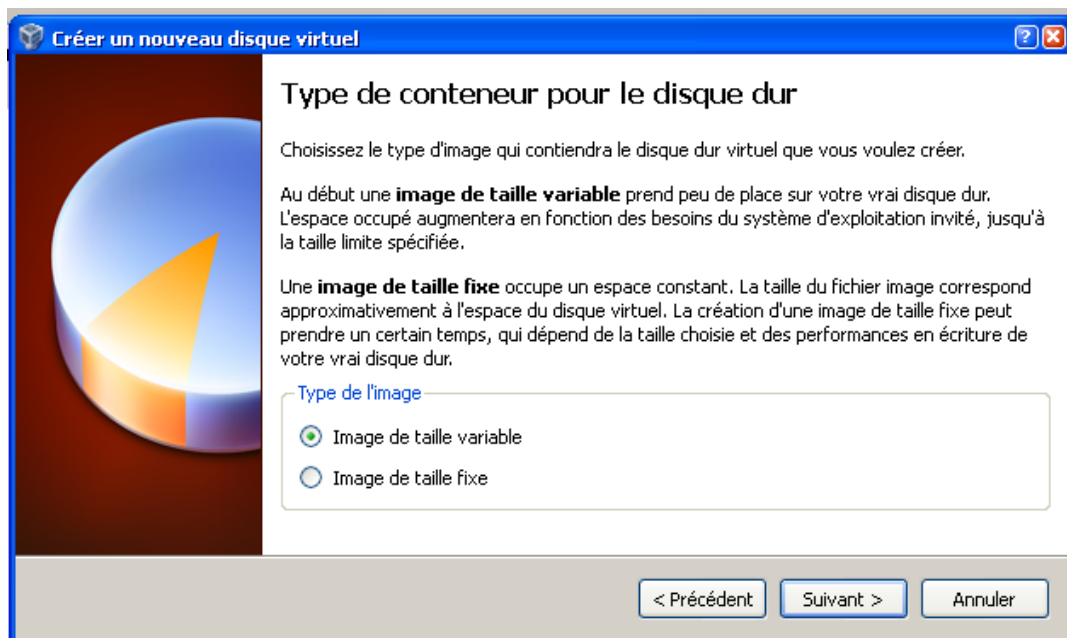 Créer un nouveau disque virtuel
Type de conteneur pour le disque dur
Choisissez le type d'image qui contiendra le disque dur virtuel que vous voulez créer.
Au début une image de taille variable prend peu de place sur votre vrai disque dur.
L'espace occupé augmentera en fonction des besoins du système d'exploitation invité, jusqu'à
la taille limite spécifiée.
Une image de taille fixe occupe un espace constant. La taille du fichier image correspond
approximativement à l'espace du disque virtuel. La création d'une image de taille fixe peut
prendre un certain temps, qui dépend de la taille choisie et des performances en écriture de
votre vrai disque dur.
Type de l'image
Image de taille variable
Image de taille fixe
< Précédent Suivant > Annuler